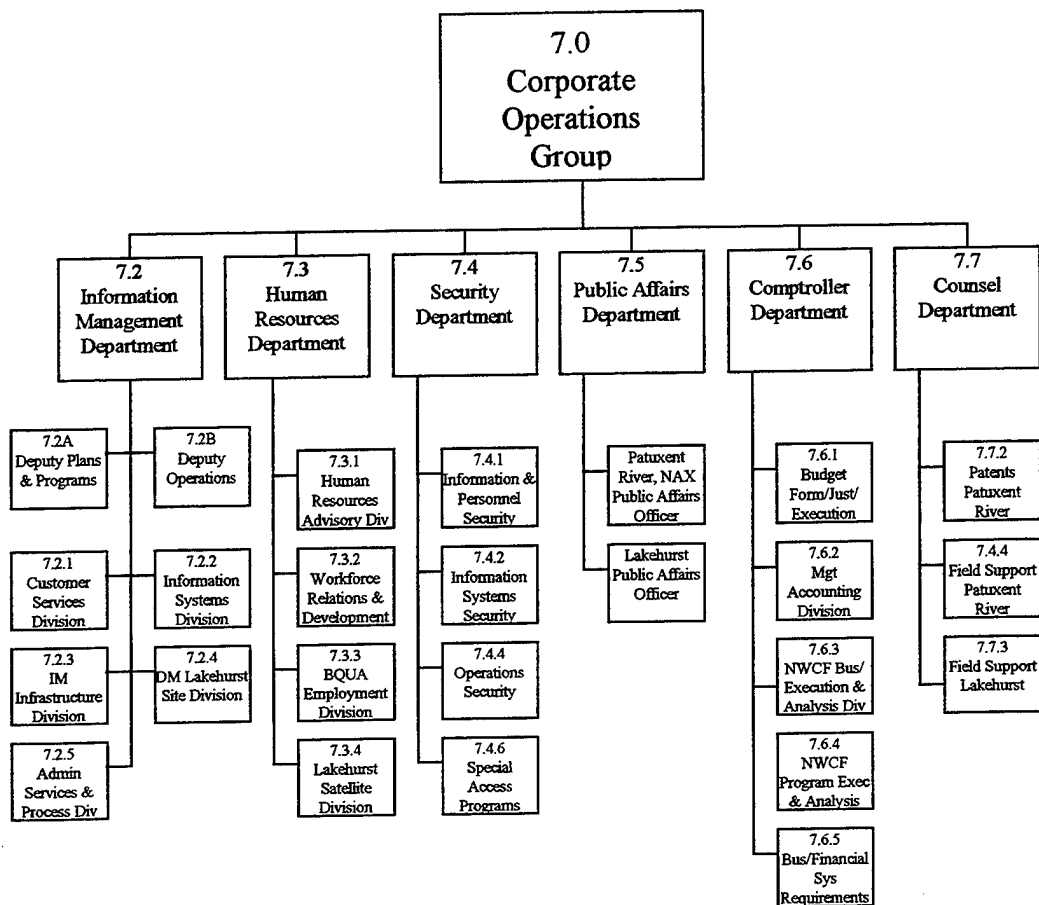 7.0
Corporate
Operations
Group
7.2
Information
Management
Department
7.3
Human
Resources
Department
7.4
Security
Department
7.5
Public Affairs
Department
7.6
Comptroller
Department
7.7
Counsel
Department
7.2A
Deputy Plans
& Programs
7.2B
Deputy
Operations
7.2.1
Customer
Services
Division
7.2.2
Information
Systems
Division
7.2.3
IM
Infrastructure
Division
7.2.4
DM Lakehurst
Site Division
7.2.5
Admin
Services &
Process Div
7.3.1
Human
Resources
Advisory Div
7.3.2
Workforce
Relations &
Development
7.3.3
BQUA
Employment
Division
7.3.4
Lakehurst
Satellite
Division
7.4.1
Information &
Personnel
Security
7.4.2
Information
Systems
Security
7.4.4
Operations
Security
7.4.6
Special
Access
Programs
Patuxent
River, NAX
Public Affairs
Officer
Lakehurst
Public Affairs
Officer
7.6.1
Budget
Form/Just/
Execution
7.6.2
Mgt
Accounting
Division
7.6.3
NWCF Bus/
Execution &
Analysis Div
7.6.4
NWCF
Program Exec
& Analysis
7.6.5
Bus/Financial
Sys
Requirements
7.7.2
Patents
Patuxent
River
7.4.4
Field Support
Patuxent
River
7.7.3
Field Support
Lakehurst